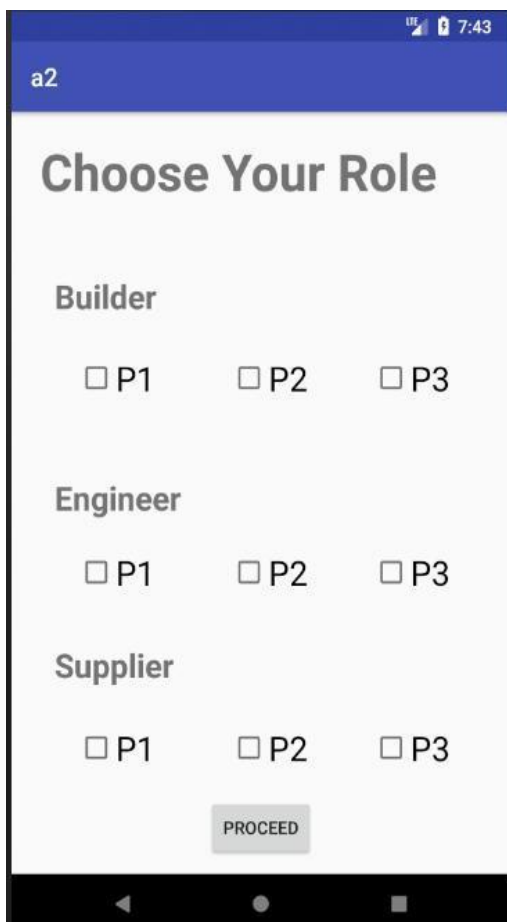 LTE 7:43
a2
Choose Your Role
Builder
P1 P2 P3
Engineer
P1 P2 P3
Supplier
P1 P2 P3
PROCEED